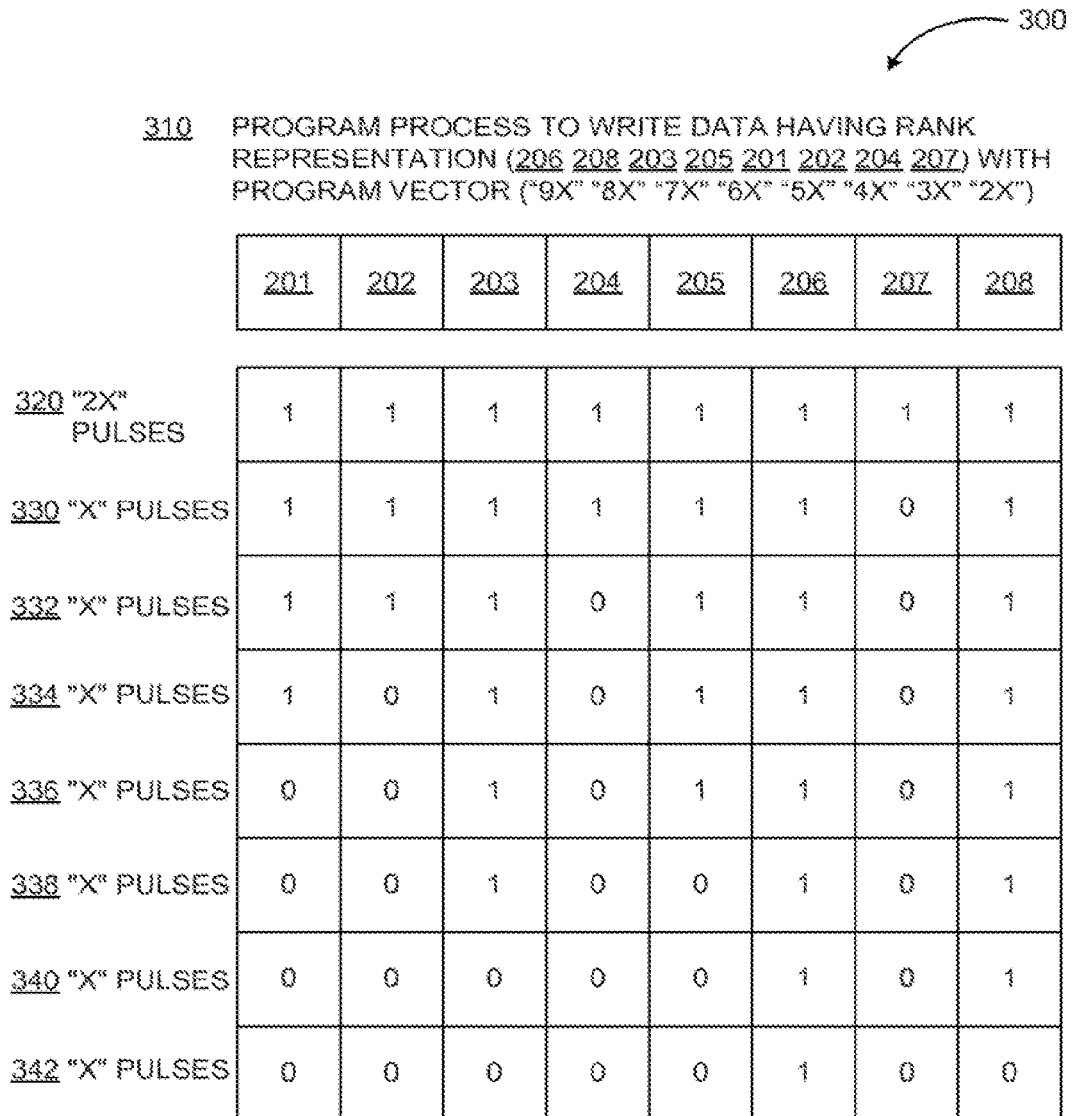 300
310 PROGRAM PROCESS TO WRITE DATA HAVING RANK
REPRESENTATION (206 208 203 205 201 202 204 207) WITH
PROGRAM VECTOR ("9X" "8X" "7X" "6X" "5X" "4X" "3X" "2X")
201 202 203 204 205 206 207 208
320 "2X"
PULSES 1 1 1 1 1 1 1 1
330 "X" PULSES 1 1 1 1 1 1 0 1
332 "X" PULSES 1 1 1 0 1 1 0 1
334 "X" PULSES 1 0 1 0 1 1 0 1
336 "X" PULSES 0 0 1 0 1 1 0 1
338 "X" PULSES 0 0 1 0 0 1 0 1
340 "X" PULSES 0 0 0 0 0 1 0 1
342 "X" PULSES 0 0 0 0 0 1 0 0